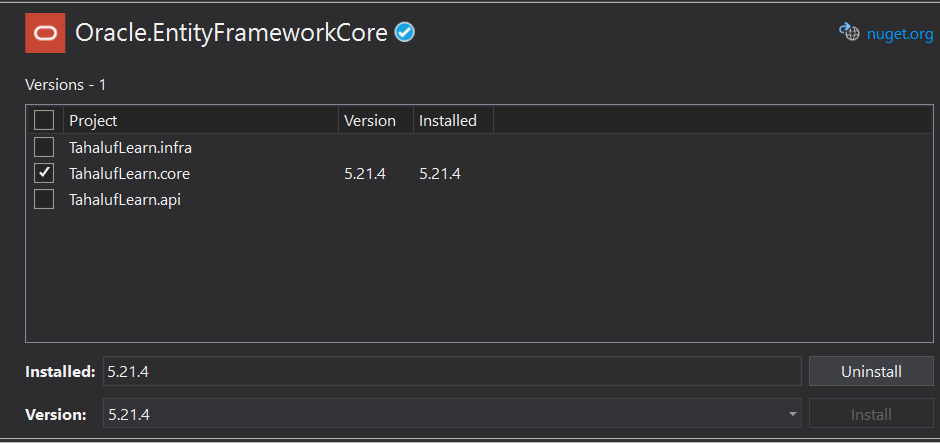 Oracle.EntityFrameworkCore nuget.org
Versions - 1
Project Version Installed
TahalufLearn.infra
TahalufLearn.core 5.21.4 5.21.4
TahalufLearn.api
Installed: 5.21.4 Uninstall
Version: 5.21.4 Install